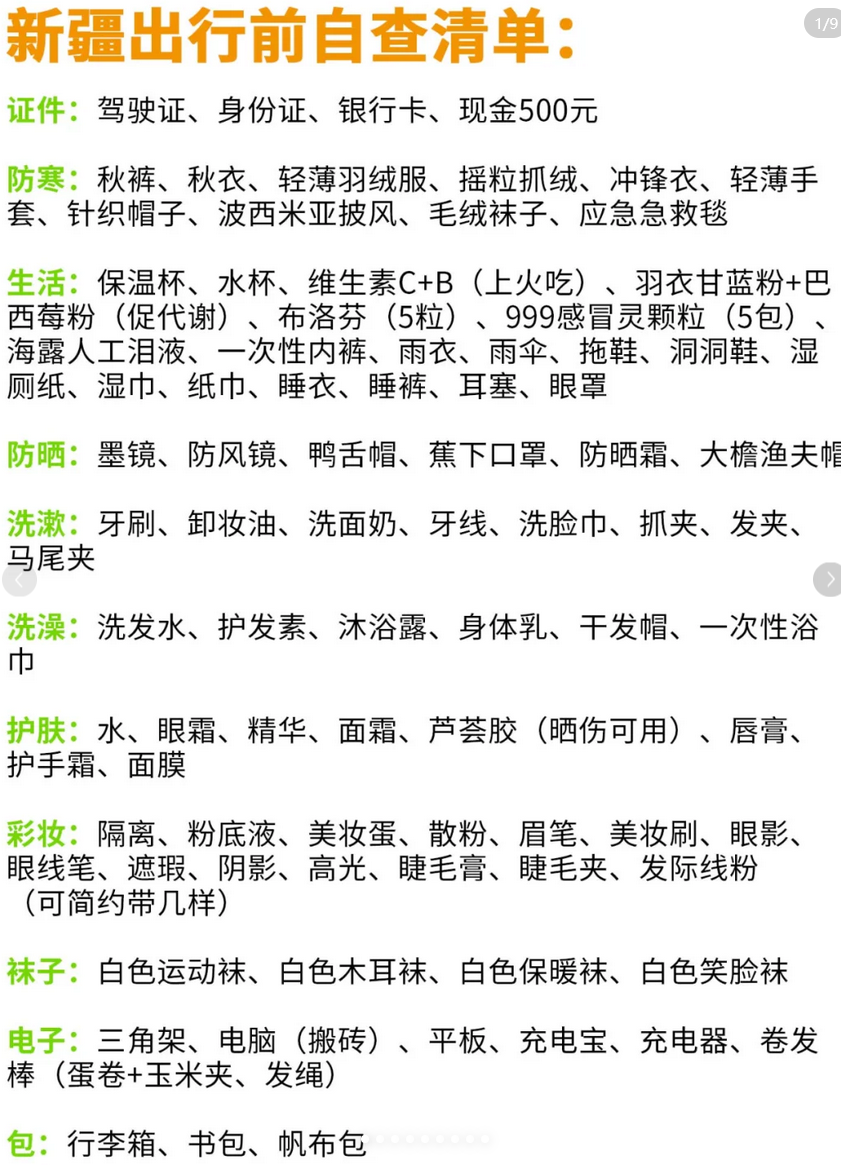 新疆出行前自查清单：
1/9
证件：驾驶证、身份证、银行卡、现金500元
防寒：秋裤、秋衣、轻薄羽绒服、摇粒抓绒、冲锋衣、轻薄手
套、针织帽子、波西米亚披风、毛绒袜子、应急急救毯
生活：保温杯、水杯、维生素C+B（上火吃）、羽衣甘蓝粉+巴
西莓粉（促代谢）、布洛芬（5粒）、999感冒灵颗粒（5包）、
海露人工泪液、一次性内裤、雨衣、雨伞、拖鞋、洞洞鞋、湿
厕纸、湿巾、纸巾、睡衣、睡裤、耳塞、眼罩
防晒：墨镜、防风镜、鸭舌帽、蕉下口罩、防晒霜、大檐渔夫帽
洗漱：牙刷、卸妆油、洗面奶、牙线、洗脸巾、抓夹、发夹、
马尾夹
洗澡：洗发水、护发素、沐浴露、身体乳、干发帽、一次性浴
巾
护肤：水、眼霜、精华、面霜、芦荟胶（晒伤可用）、唇膏、
护手霜、面膜
彩妆：隔离、粉底液、美妆蛋、散粉、眉笔、美妆刷、眼影、
眼线笔、遮瑕、阴影、高光、睫毛膏、睫毛夹、发际线粉
（可简约带几样）
袜子：白色运动袜、白色木耳袜、白色保暖袜、白色笑脸袜
电子：三角架、电脑（搬砖）、平板、充电宝、充电器、卷发
棒（蛋卷+玉米夹、发绳）
包：行李箱、书包、帆布包